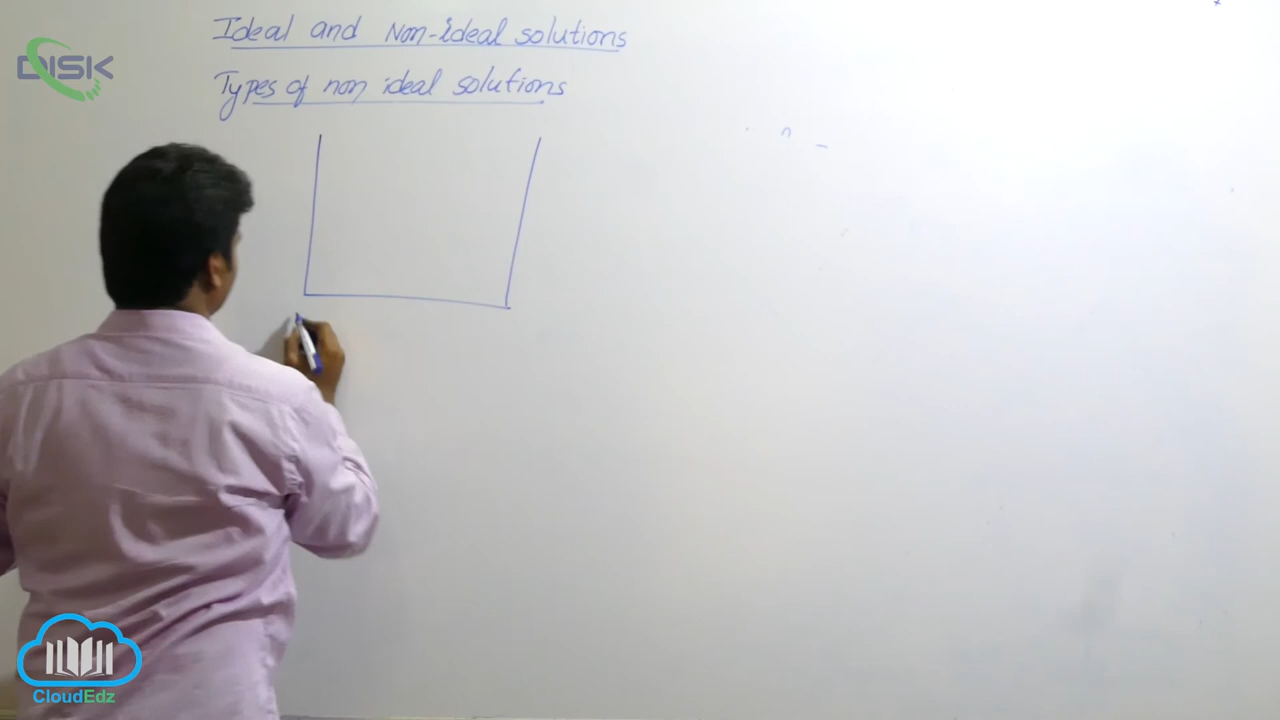 Ideal and Non-ideal solutions
DISK
Types of non ideal solutions
CloudEdz